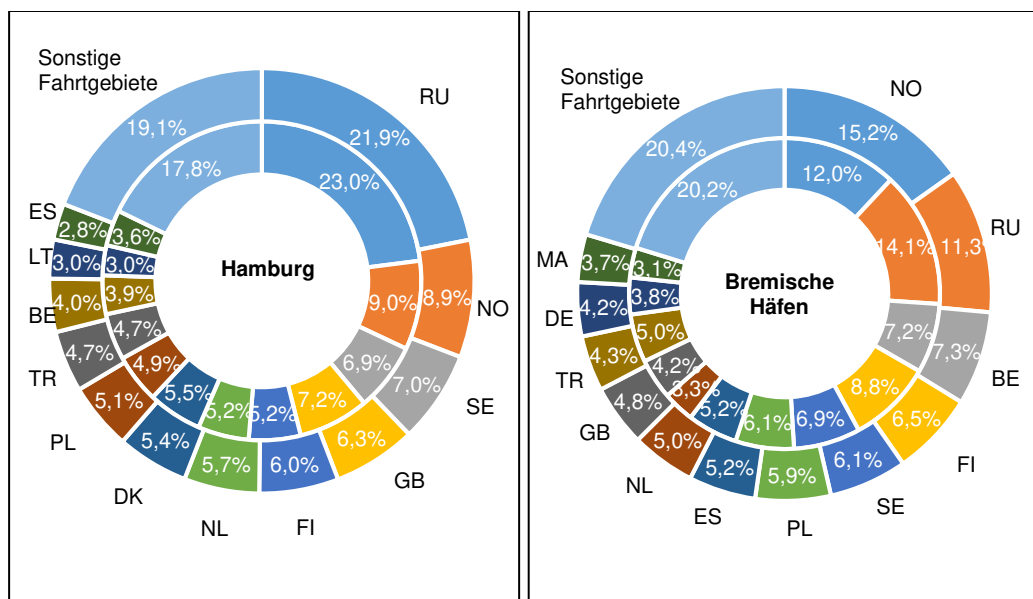 Sonstige
Fahrtgebiete
RU
19,1%
21,9%
17,8%
23,0%
ES
2,8%
3,6%
LT
3,0%
3,0%
Hamburg
9,0%
8,9%
NO
BE
4,0%
3,9%
4,7%
6,9%
TR
4,7%
4,9%
7,0%
SE
5,5%
5,2%
5,2%
7,2%
PL
5,1%
5,4%
5,7%
6,0%
6,3%
GB
DK
NL
FI
Sonstige
Fahrtgebiete
NO
20,4%
15,2%
20,2%
12,0%
RU
14,1%
11,3%
MA
3,7%
3,1%
Bremische
Häfen
DE
4,2%
3,8%
TR
4,3%
5,0%
7,2%
7,3%
BE
GB
4,8%
4,2%
3,3%
5,2%
6,1%
6,9%
8,8%
6,5%
FI
NL
5,0%
5,2%
5,9%
6,1%
SE
ES
PL